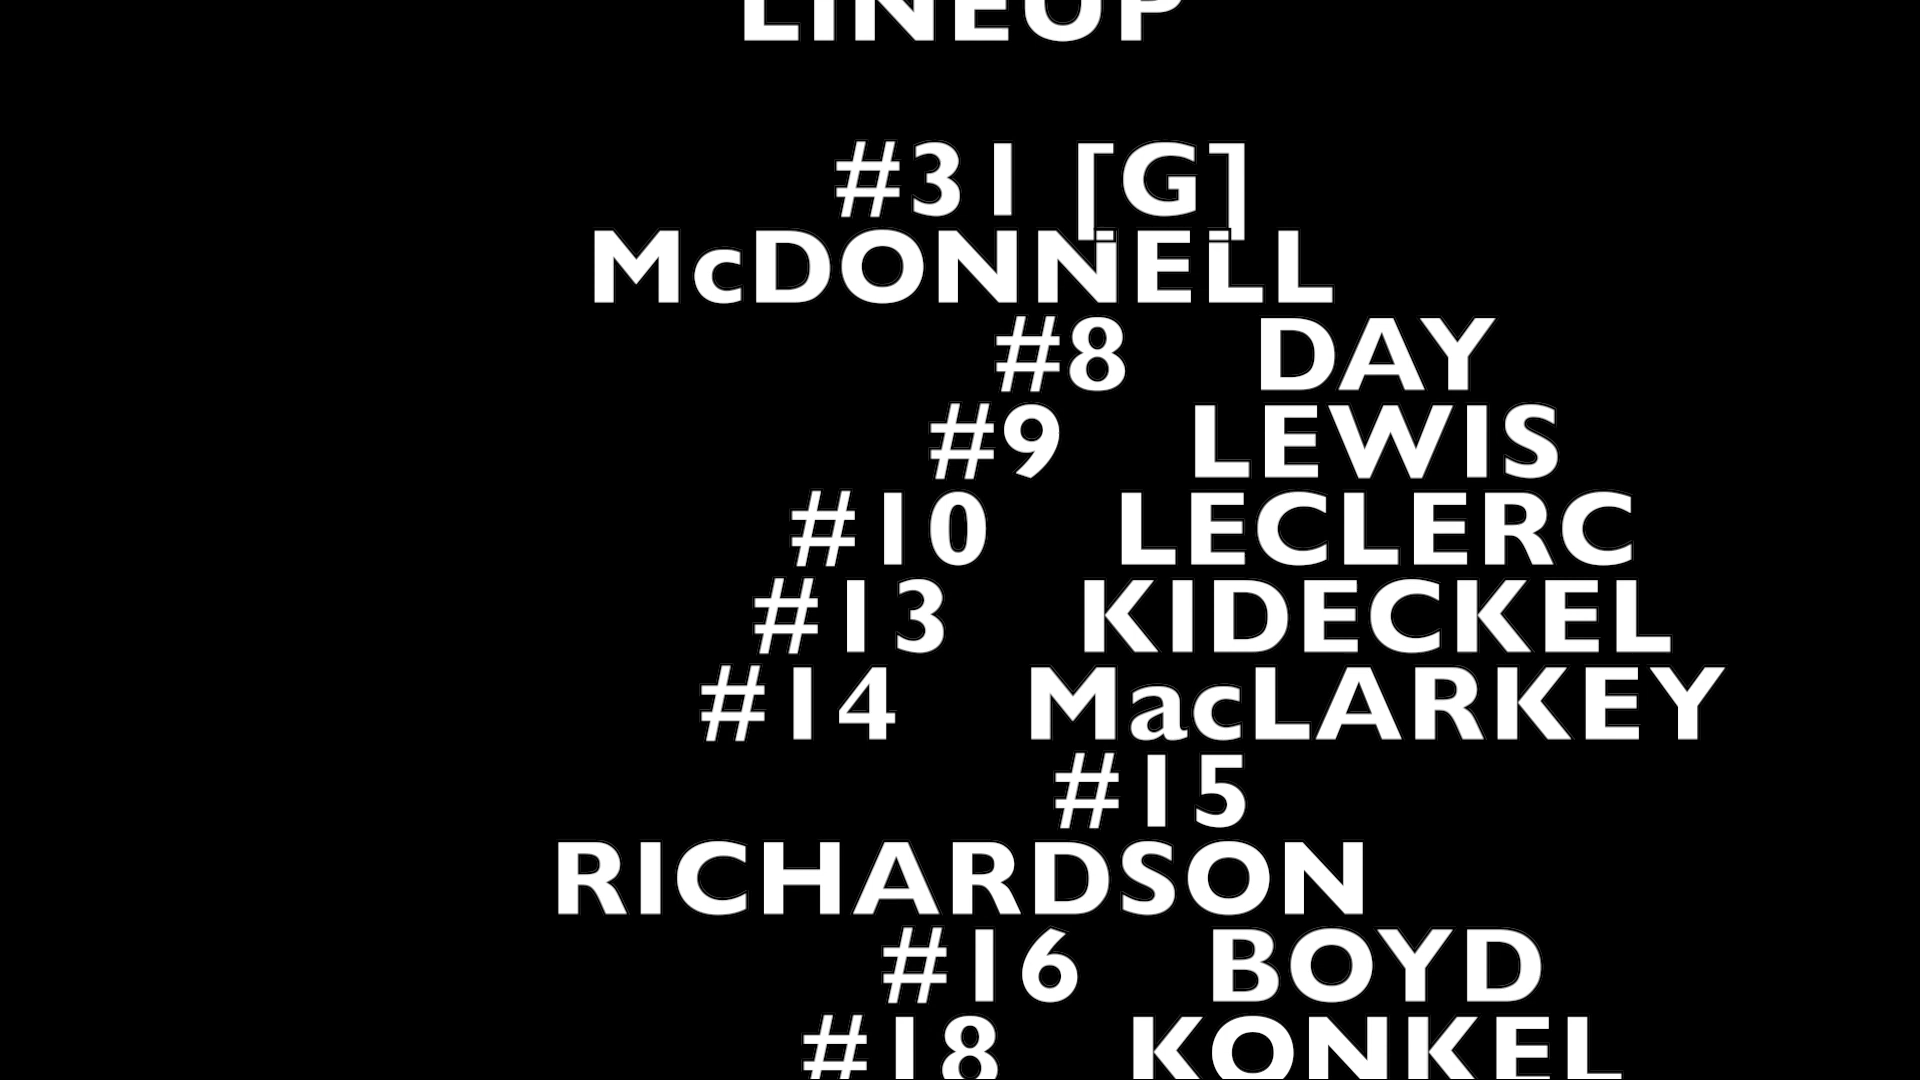 LINEUP
#31 [G]
McDONNELL
#8 DAY
#9 LEWIS
#10 LECLERC
#13 KIDECKEL
#14 MacLARKEY
#15
RICHARDSON
#16 BOYD
#18 KONKEL